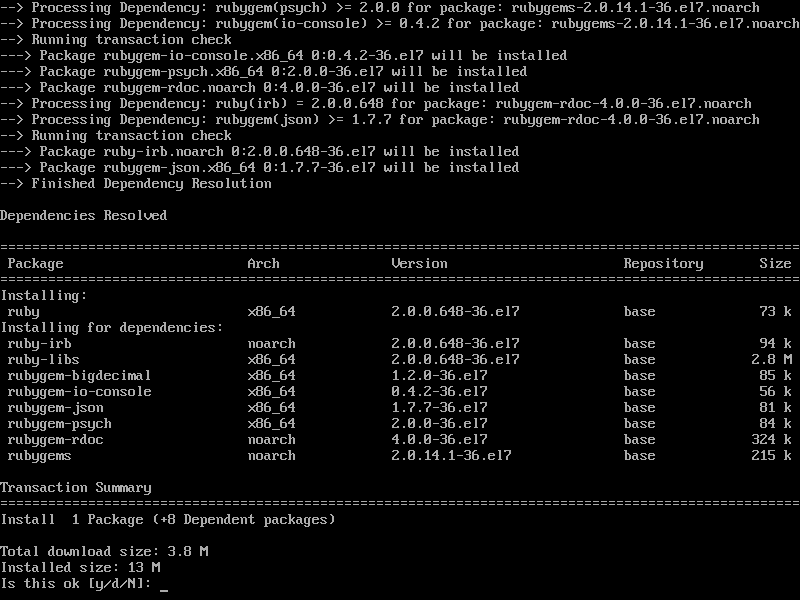 --> Processing Dependency: rubygem(psych) >= 2.0.0 for package: rubygems-2.0.14.1-36.el7.noarch
--> Processing Dependency: rubygem(io-console) >= 0.4.2 for package: rubygems-2.0.14.1-36.el7.noarch
--> Running transaction check
---> Package rubygem-io-console.x86_64 0:0.4.2-36.el7 will be installed
---> Package rubygem-psych.x86_64 0:2.0.0-36.el7 will be installed
---> Package rubygem-rdoc.noarch 0:4.0.0-36.el7 will be installed
--> Processing Dependency: ruby(irb) = 2.0.0.648 for package: rubygem-rdoc-4.0.0-36.el7.noarch
--> Processing Dependency: rubygem(json) >= 1.7.7 for package: rubygem-rdoc-4.0.0-36.el7.noarch
--> Running transaction check
---> Package ruby-irb.noarch 0:2.0.0.648-36.el7 will be installed
---> Package rubygem-json.x86_64 0:1.7.7-36.el7 will be installed
--> Finished Dependency Resolution

Dependencies Resolved

====================================================================================================
 Package                       Arch              Version                      Repository       Size
====================================================================================================
Installing:
 ruby                          x86_64            2.0.0.648-36.el7             base             73 k
Installing for dependencies:
 ruby-irb                      noarch            2.0.0.648-36.el7             base             94 k
 ruby-libs                     x86_64            2.0.0.648-36.el7             base            2.8 M
 rubygem-bigdecimal            x86_64            1.2.0-36.el7                 base             85 k
 rubygem-io-console            x86_64            0.4.2-36.el7                 base             56 k
 rubygem-json                  x86_64            1.7.7-36.el7                 base             81 k
 rubygem-psych                 x86_64            2.0.0-36.el7                 base             84 k
 rubygem-rdoc                  noarch            4.0.0-36.el7                 base            324 k
 rubygems                      noarch            2.0.14.1-36.el7              base            215 k

Transaction Summary
====================================================================================================
Install  1 Package (+8 Dependent packages)

Total download size: 3.8 M
Installed size: 13 M
Is this ok [y/d/N]: _